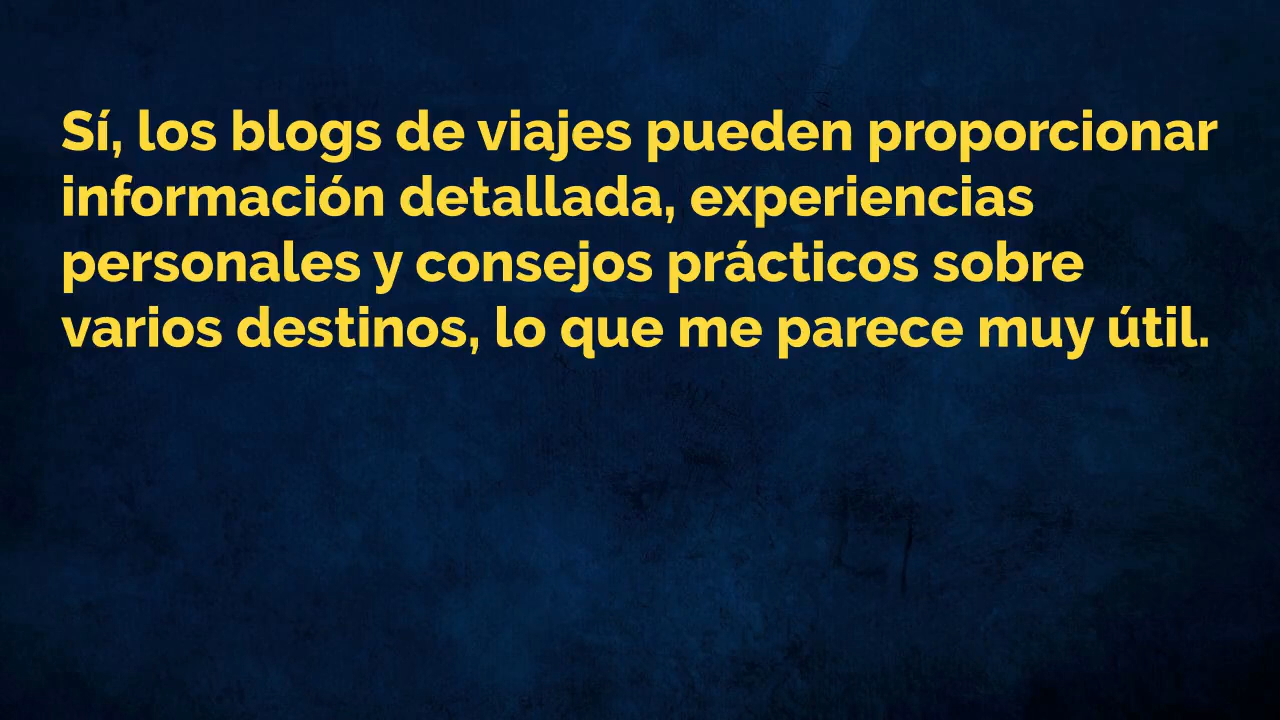 Sí, los blogs de viajes pueden proporcionar
información detallada, experiencias
personales y consejos prácticos sobre
varios destinos, lo que me parece muy útil.